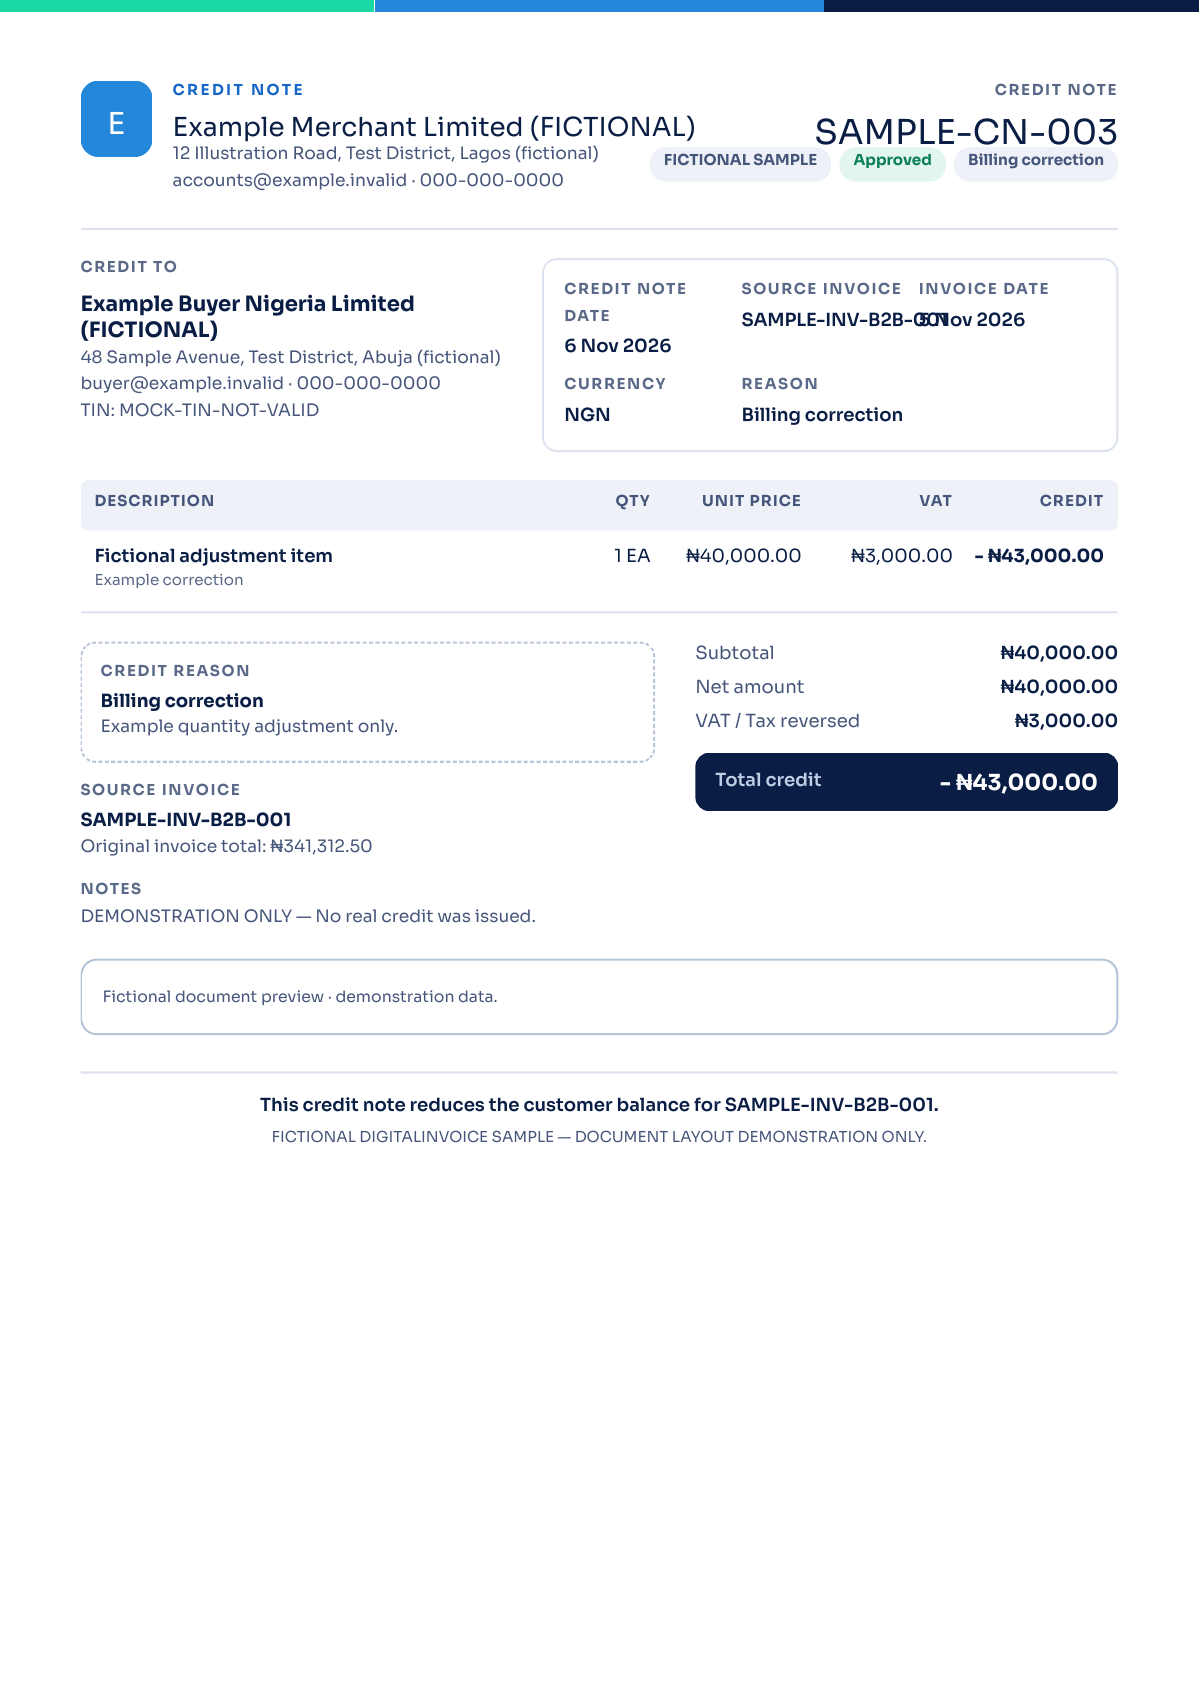 E
CREDIT NOTE
Example Merchant Limited (FICTIONAL)
12 Illustration Road, Test District, Lagos (fictional)
accounts@example.invalid · 000-000-0000
CREDIT NOTE
SAMPLE-CN-003
FICTIONAL SAMPLE Approved Billing correction
CREDIT TO
Example Buyer Nigeria Limited
(FICTIONAL)
48 Sample Avenue, Test District, Abuja (fictional)
buyer@example.invalid · 000-000-0000
TIN: MOCK-TIN-NOT-VALID
CREDIT NOTE
DATE
6 Nov 2026
SOURCE INVOICE
SAMPLE-INV-B2B-001
INVOICE DATE
Nov 2026
CURRENCY
NGN
REASON
Billing correction
DESCRIPTION QTY UNIT PRICE VAT CREDIT
Fictional adjustment item 1 EA ₦40,000.00 ₦3,000.00 - ₦43,000.00
Example correction
CREDIT REASON
Billing correction
Example quantity adjustment only.
SOURCE INVOICE
SAMPLE-INV-B2B-001
Original invoice total: ₦341,312.50
NOTES
DEMONSTRATION ONLY — No real credit was issued.
Subtotal ₦40,000.00
Net amount ₦40,000.00
VAT / Tax reversed ₦3,000.00
Total credit - ₦43,000.00
Fictional document preview · demonstration data.
This credit note reduces the customer balance for SAMPLE-INV-B2B-001.
FICTIONAL DIGITALINVOICE SAMPLE — DOCUMENT LAYOUT DEMONSTRATION ONLY.